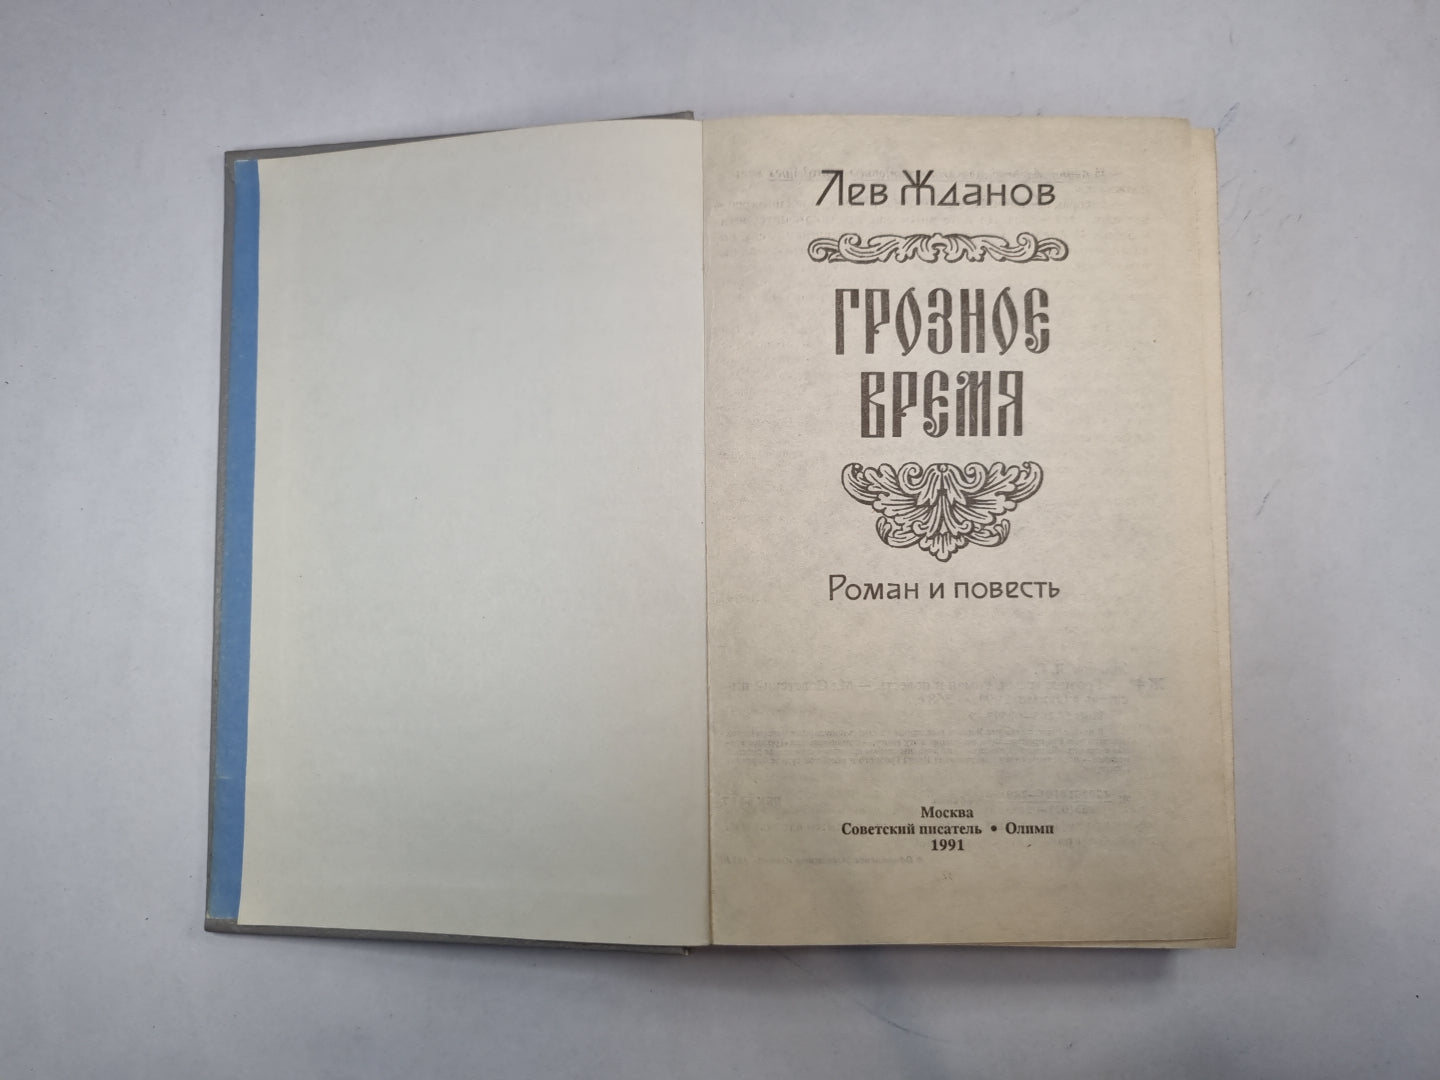 Лев Жданов
ГРОЗНОЕ
ВРЕМЯ
Роман и повесть
Москва
Советский писатель • Олимп
1991